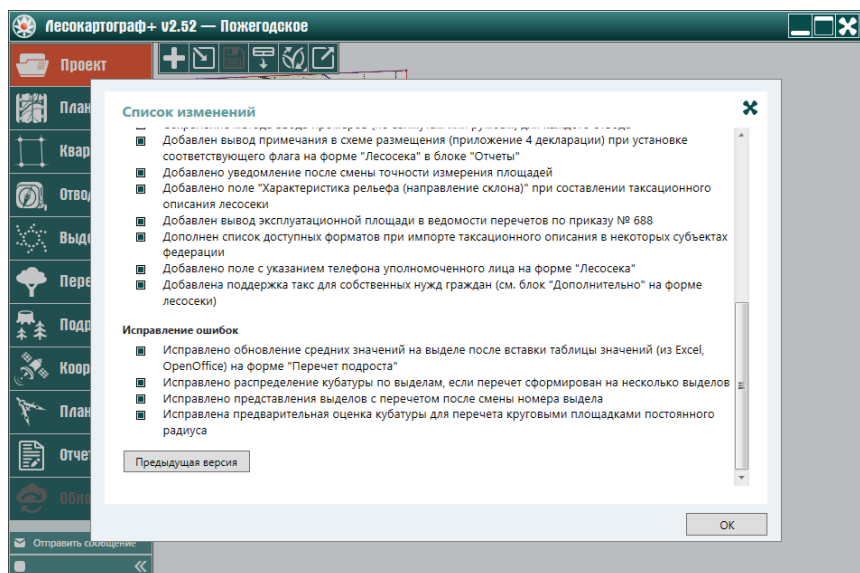 Лесокартограф+ v2.52 — Пожегодское
Проект
План
Список изменений
Добавлен вывод примечания в схеме размещения (приложение 4 декларации) при установке
Квар
соответствующего флага на форме "Лесосека" в блоке "Отчеты"
Добавлено уведомление после смены точности измерения площадей
Отво
Добавлено поле "Характеристика рельефа (направление склона)" при составлении таксационного
описания лесосеки
Добавлен вывод эксплуатационной площади в ведомости перечетов по приказу № 688
Выде
Дополнен список доступных форматов при импорте таксационного описания в некоторых субъектах
федерации
Добавлено поле с указанием телефона уполномоченного лица на форме "Лесосека"
Пере
Добавлена поддержка такс для собственных нужд граждан (см. блок "Дополнительно" на форме
лесосеки)
Подр
Исправление ошибок
Исправлено обновление средних значений на выделе после вставки таблицы значений (из Excel,
OpenOffice) на форме "Перечет подроста"
Коор
Исправлено распределение кубатуры по выделам, если перечет сформирован на несколько выделов
Исправлено представления выделов с перечетом после смены номера выдела
План
Исправлена предварительная оценка кубатуры для перечета круговыми площадками постоянного
радиуса
Отче
Предыдущая версия
Обно
OK
Отправить сообщение